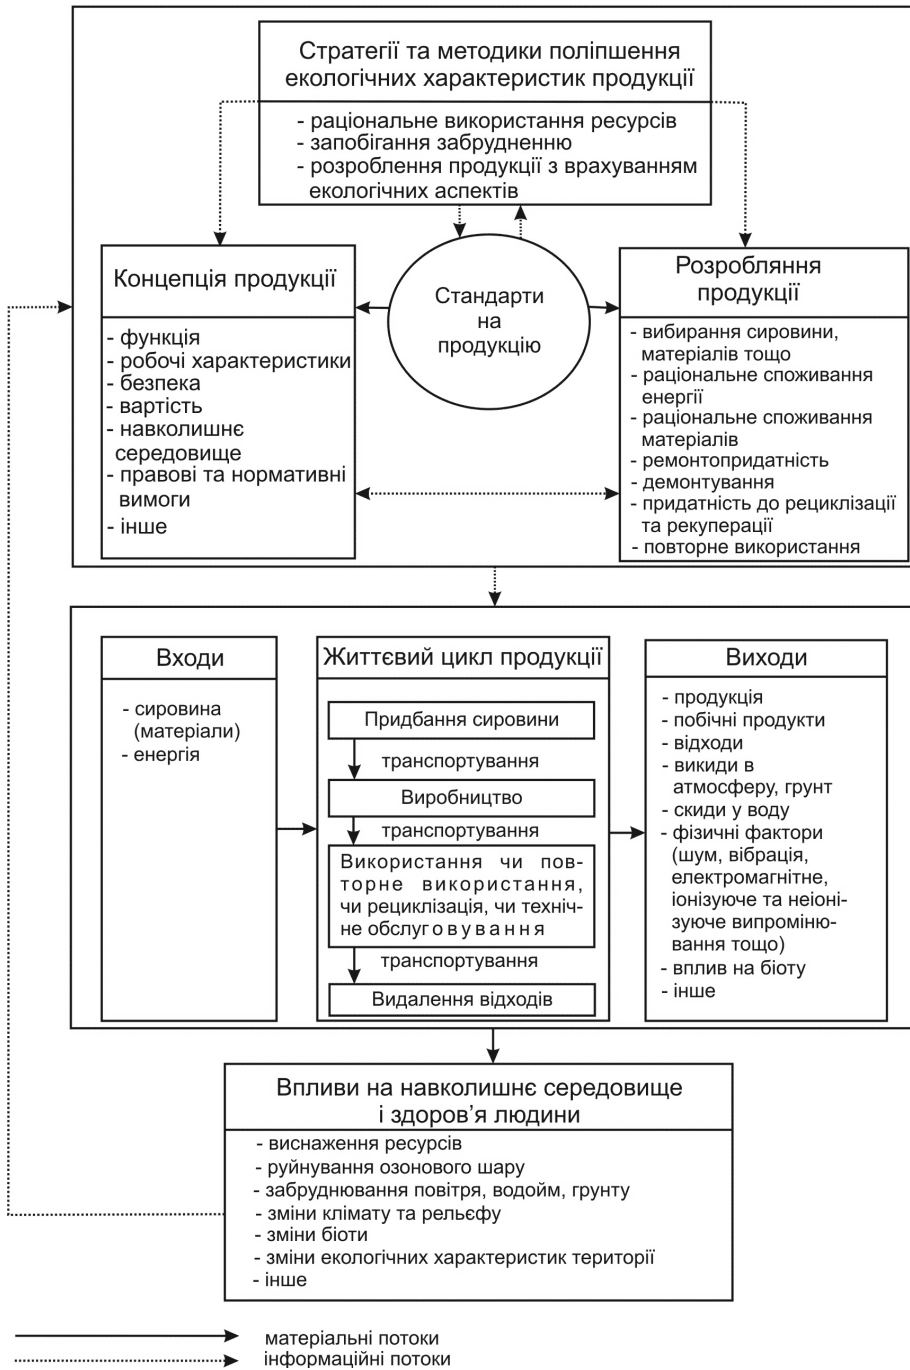 Стратегії та методики поліпшення
екологічних характеристик продукції
- раціональне використання ресурсів
- запобігання забрудненню
- розроблення продукції з врахуванням
екологічних аспектів
Концепція продукції
- функція
- робочі характеристики
- безпека
- вартість
- навколишнє
середовище
- правові та нормативні
вимоги
- інше
Стандарти
на
продукцію
Розробляння
продукції
- вибирання сировини,
матеріалів тощо
- раціональне споживання
енергії
- раціональне споживання
матеріалів
- ремонтопридатність
- демонтування
- придатність до рециклізації
та рекуперації
- повторне використання
Входи
- сировина
(матеріали)
- енергія
Життєвий цикл продукції
Придбання сировини
транспортування
Виробництво
транспортування
Використання чи пов-
торне використання,
чи рециклізація, чи техніч-
не обслуговування
транспортування
Видалення відходів
Виходи
- продукція
- побічні продукти
- відходи
- викиди в
атмосферу, грунт
- скиди у воду
- фізичні фактори
(шум, вібрація,
електромагнітне,
іонізуюче та неіоні-
зуюче випроміню-
вання тощо)
- вплив на біоту
- інше
Впливи на навколишнє середовище
і здоров’я людини
- виснаження ресурсів
- руйнування озонового шару
- забруднювання повітря, водойм, грунту
- зміни клімату та рельєфу
- зміни біоти
- зміни екологічних характеристик території
- інше
матеріальні потоки
інформаційні потоки